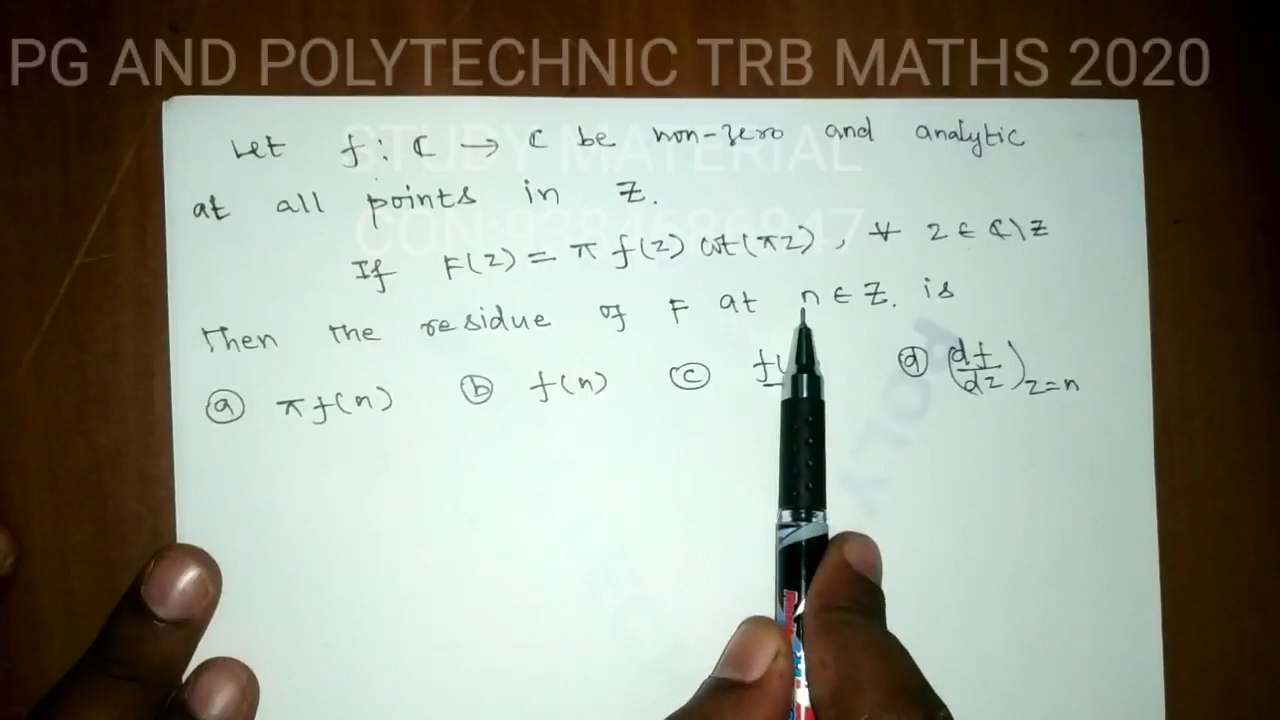 PG AND POLYTECHNIC TRB MATHS 2020
STUDY MATERIAL
Let f : ℂ → ℂ be non-zero and analytic
at all points in Z.
If F(z) = π f(z) cot(πz), ∀ z ∈ ℂ\Z
Then the residue of F at n ∈ Z. is
ⓐ π f(n) ⓑ f(n) ⓒ f( ⓓ (df/dz)z=n
POLY